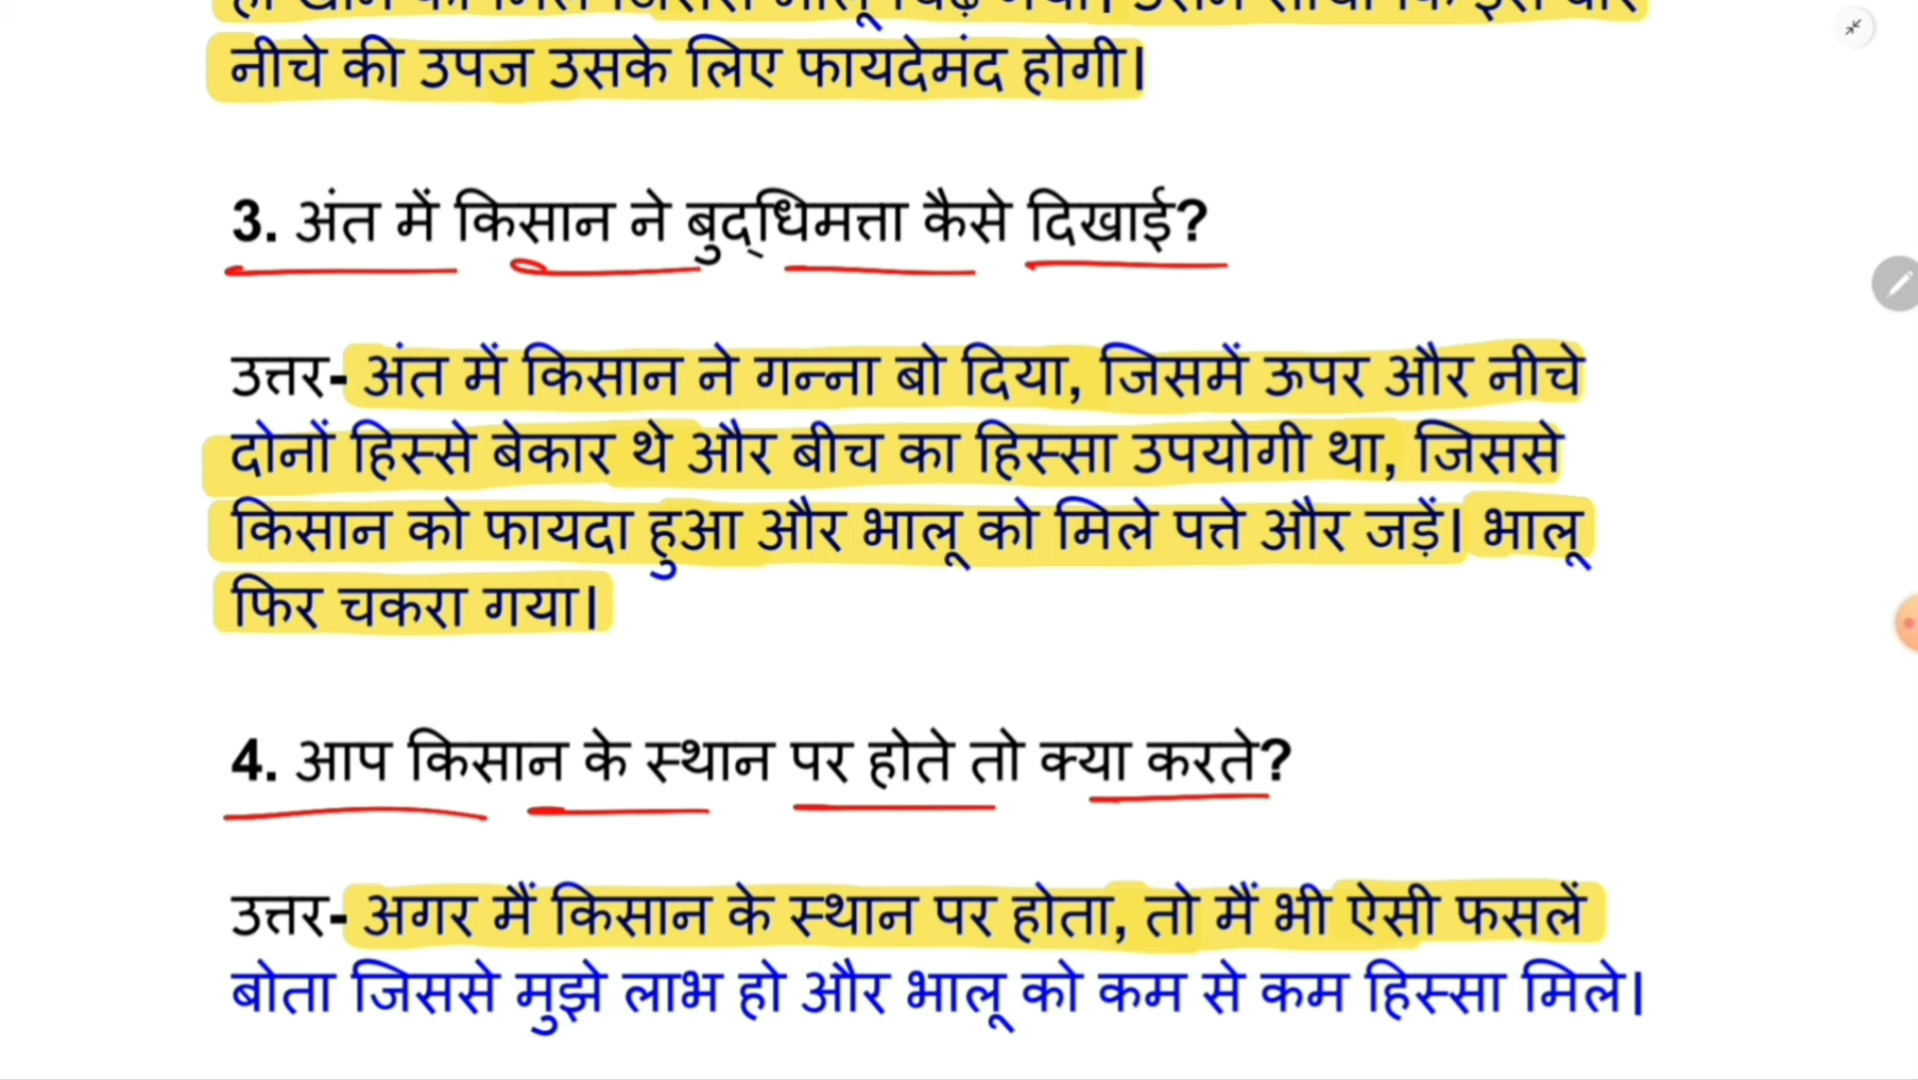 नीचे की उपज उसके लिए फायदेमंद होगी।
3. अंत में किसान ने बुद्धिमत्ता कैसे दिखाई?
उत्तर- अंत में किसान ने गन्ना बो दिया, जिसमें ऊपर और नीचे
दोनों हिस्से बेकार थे और बीच का हिस्सा उपयोगी था, जिससे
किसान को फायदा हुआ और भालू को मिले पत्ते और जड़ें। भालू
फिर चकरा गया।
4. आप किसान के स्थान पर होते तो क्या करते?
उत्तर- अगर मैं किसान के स्थान पर होता, तो मैं भी ऐसी फसलें
बोता जिससे मुझे लाभ हो और भालू को कम से कम हिस्सा मिले।